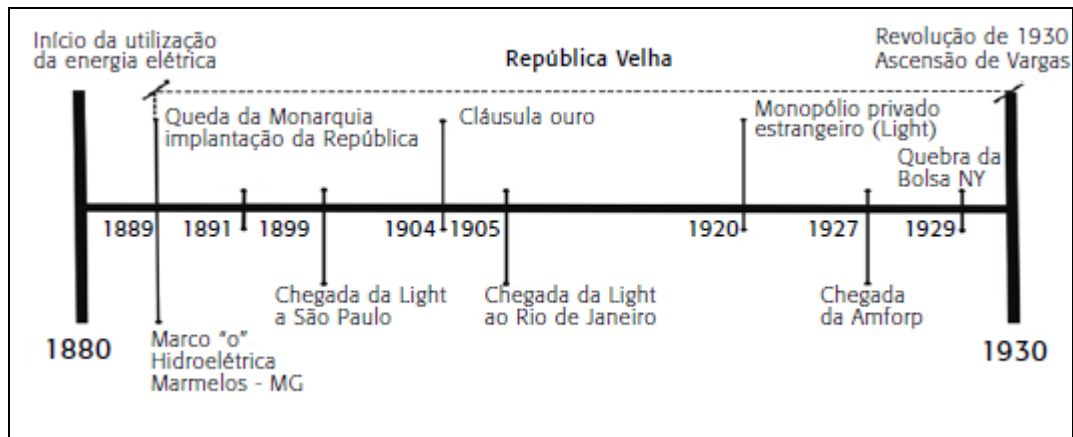 Início da utilização
da energia elétrica
República Velha
Revolução de 1930
Ascensão de Vargas
Queda da Monarquia
implantação da República
Cláusula ouro
Monopólio privado
estrangeiro (Light)
Quebra da
Bolsa NY
1889
1891
1899
1904
1905
1920
1927
1929
Chegada da Light
a São Paulo
Chegada da Light
ao Rio de Janeiro
Chegada
da Amforp
1880
Marco "o"
Hidroelétrica
Marmelos - MG
1930